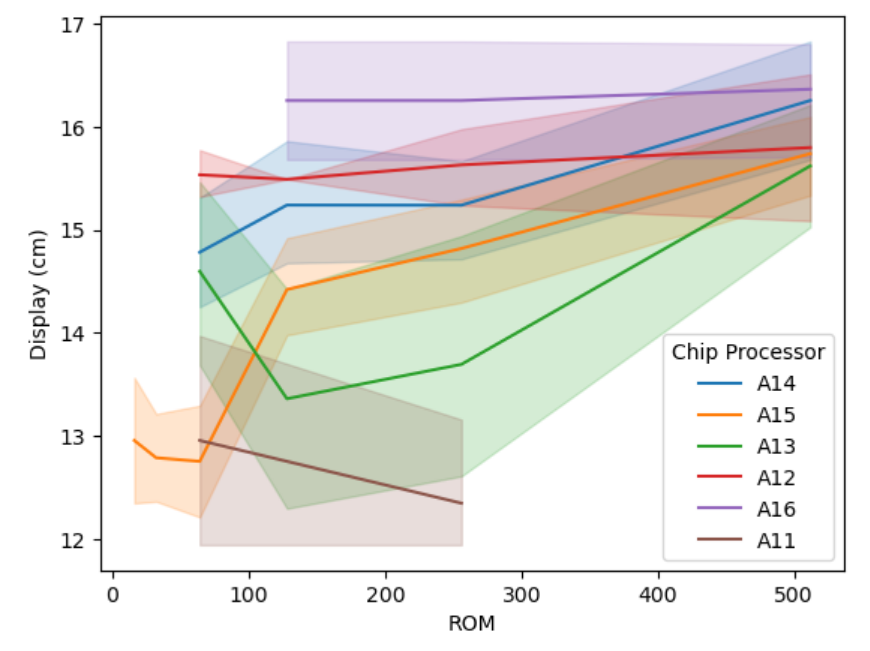 17
16
15
14
13
12
Display (cm)
0 100 200 300 400 500
ROM
Chip Processor
A14
A15
A13
A12
A16
A11